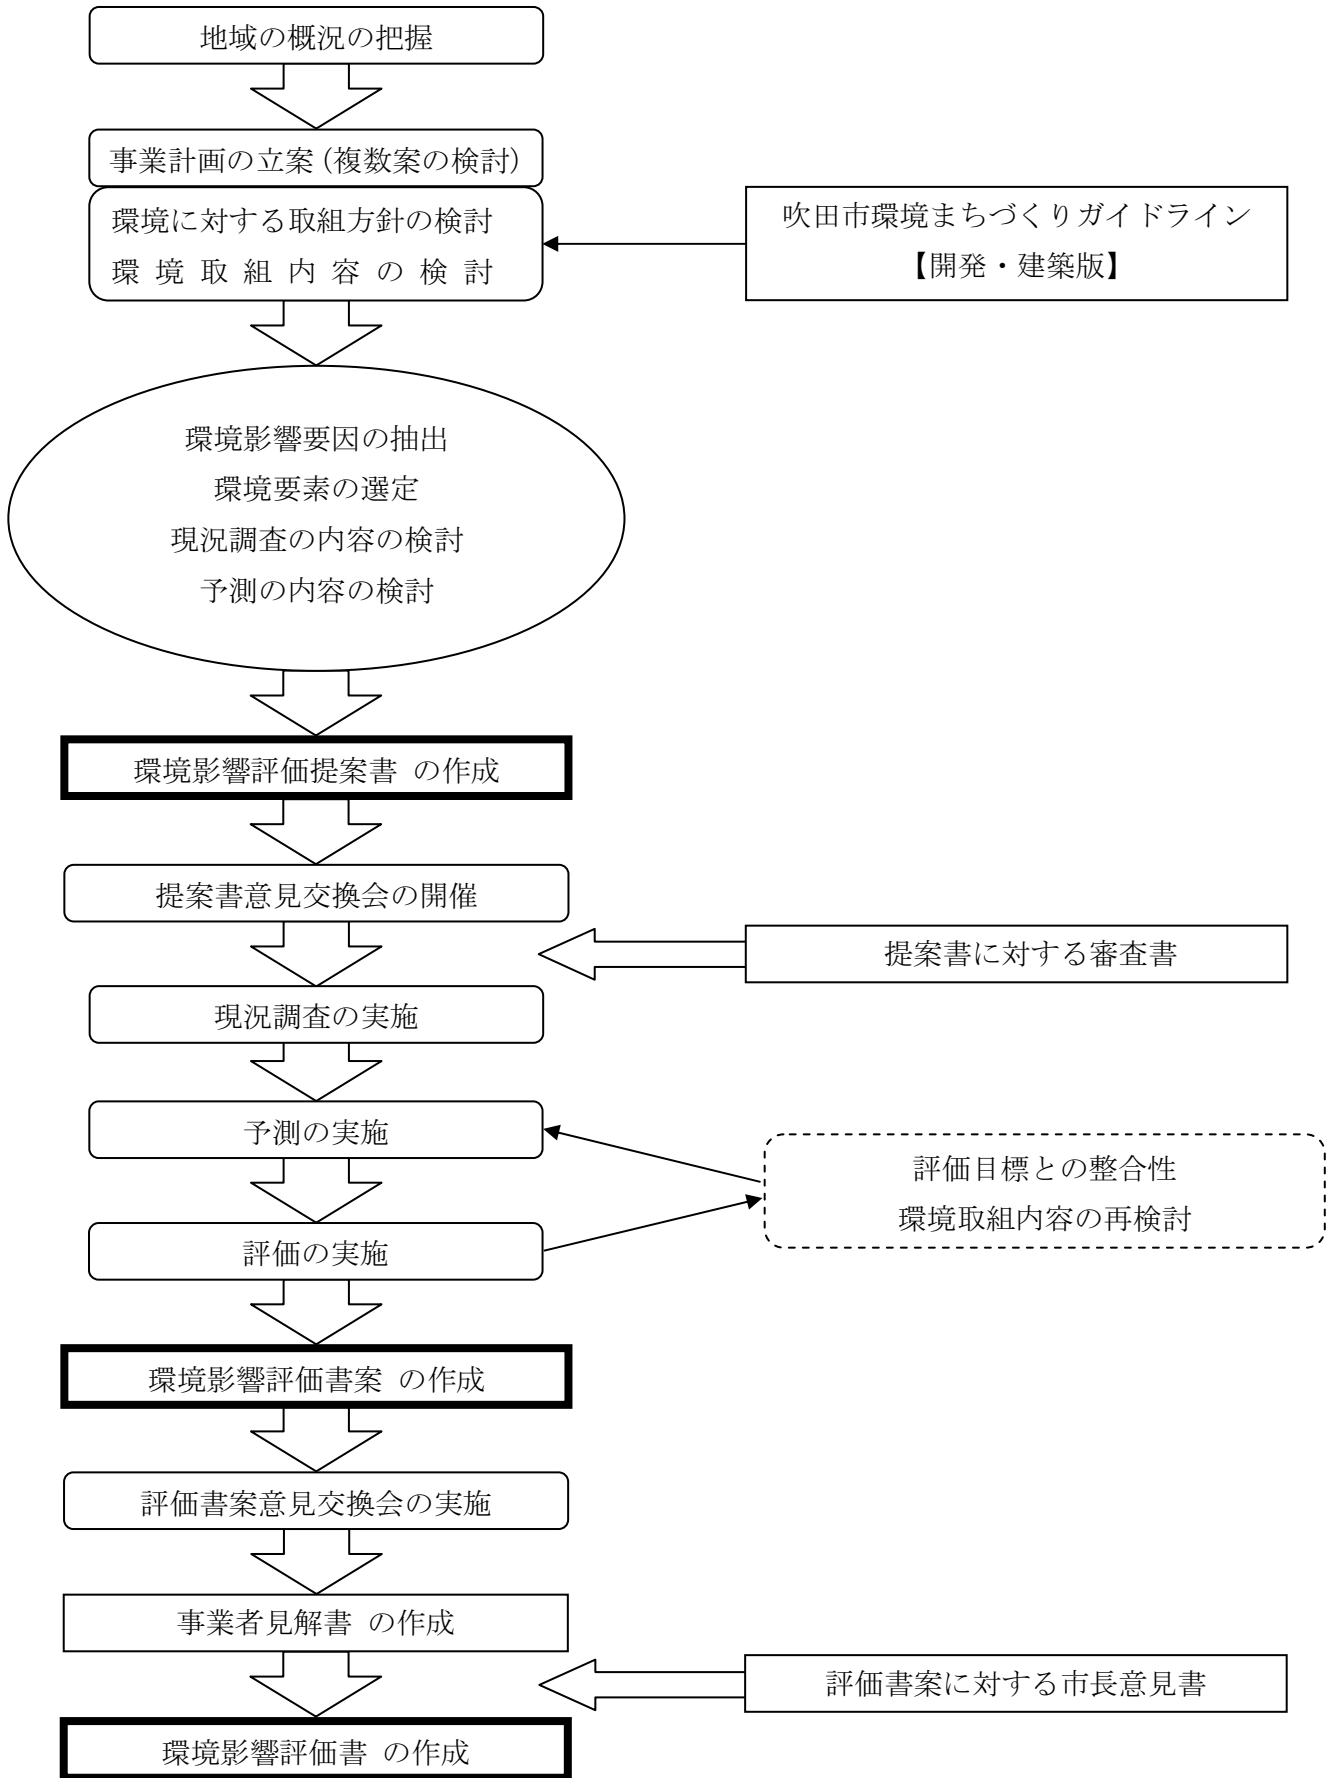 地域の概況の把握
事業計画の立案（複数案の検討）
環境に対する取組方針の検討
環境取組内容の検討
吹田市環境まちづくりガイドライン
【開発・建築版】
環境影響要因の抽出
環境要素の選定
現況調査の内容の検討
予測の内容の検討
環境影響評価提案書 の作成
提案書意見交換会の開催
提案書に対する審査書
現況調査の実施
予測の実施
評価目標との整合性
環境取組内容の再検討
評価の実施
環境影響評価書案 の作成
評価書案意見交換会の実施
事業者見解書 の作成
評価書案に対する市長意見書
環境影響評価書 の作成